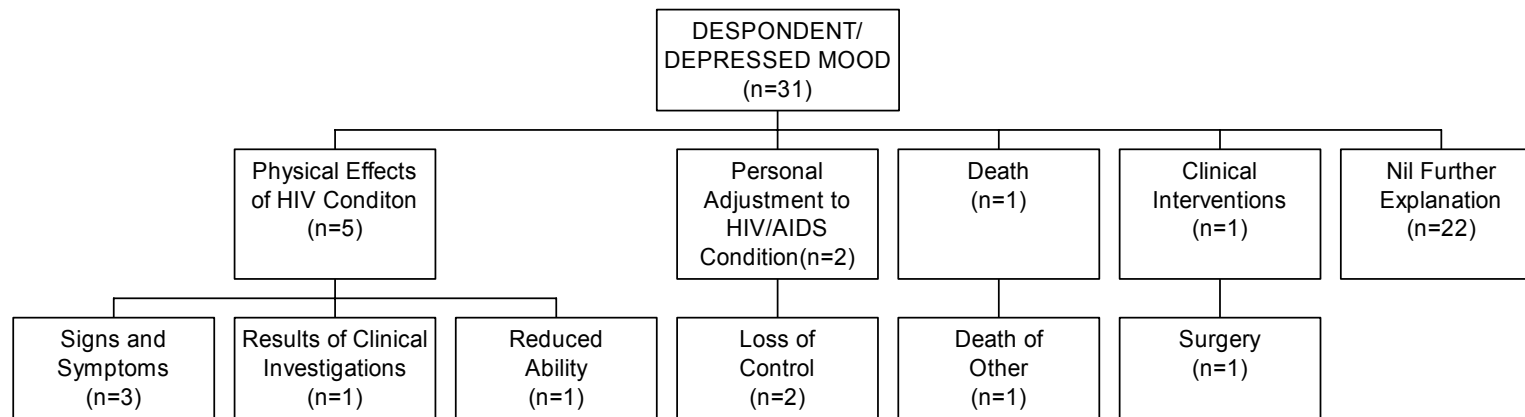 DESPONDENT/
DEPRESSED MOOD
(n=31)
Physical Effects
of HIV Conditon
(n=5)
Personal
Adjustment to
HIV/AIDS
Condition(n=2)
Death
(n=1)
Clinical
Interventions
(n=1)
Nil Further
Explanation
(n=22)
Signs and
Symptoms
(n=3)
Results of Clinical
Investigations
(n=1)
Reduced
Ability
(n=1)
Loss of
Control
(n=2)
Death of
Other
(n=1)
Surgery
(n=1)